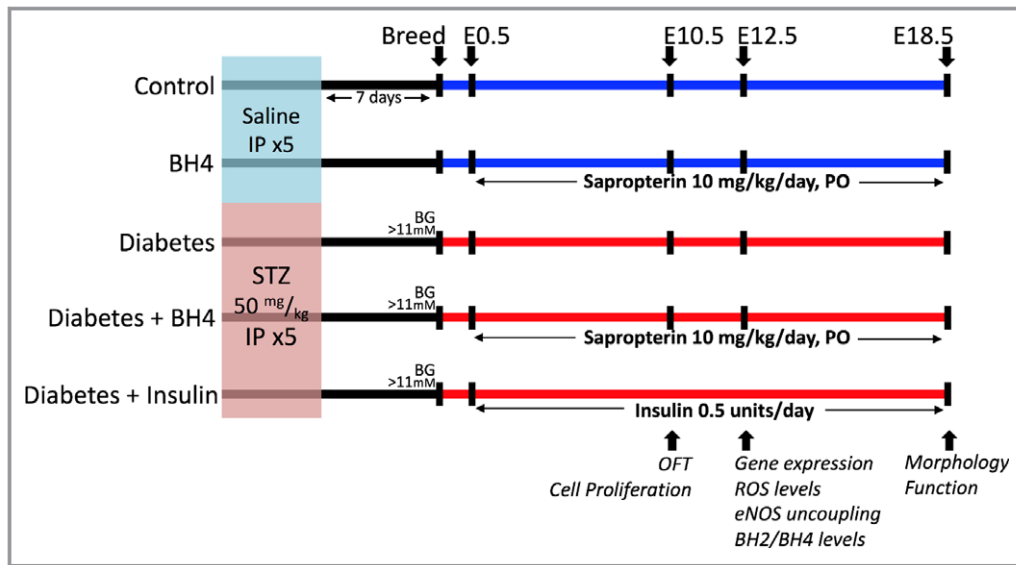 Breed E0.5 E10.5 E12.5 E18.5
Control
7 days
Saline
IP x5
BH4
Sapropterin 10 mg/kg/day, PO
Diabetes
BG
>11mM
STZ
50 mg/kg
IP x5
Diabetes + BH4
BG
>11mM
Sapropterin 10 mg/kg/day, PO
Diabetes + Insulin
BG
>11mM
Insulin 0.5 units/day
OFT
Cell Proliferation
Gene expression
ROS levels
eNOS uncoupling
BH2/BH4 levels
Morphology
Function